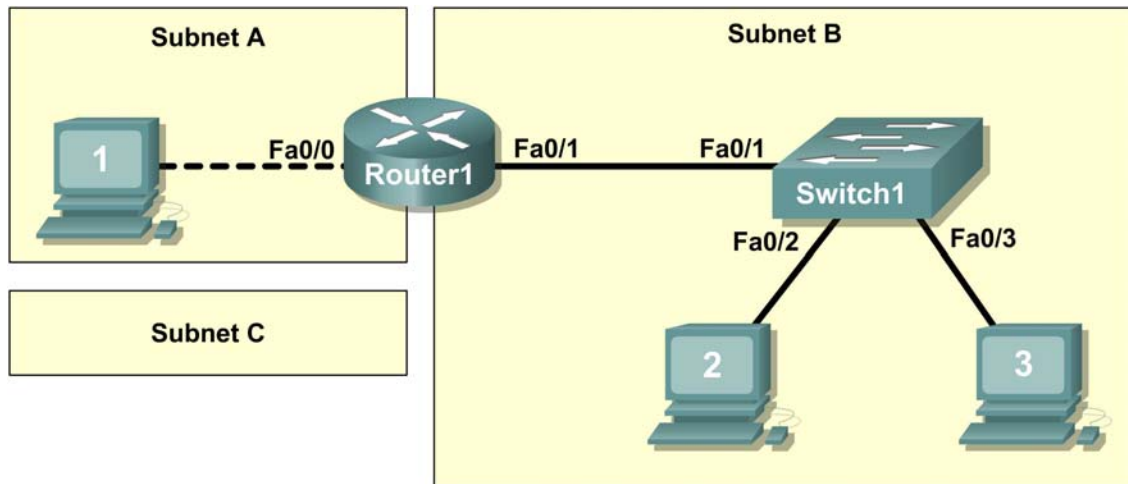 Subnet A
Subnet B
1
Fa0/0
Router1
Fa0/1
Fa0/1
Switch1
Fa0/2
Fa0/3
Subnet C
2
3